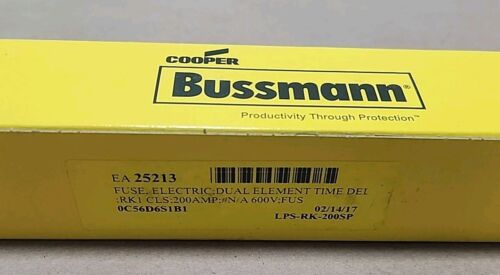 COOPER
Bussmann®
Productivity Through Protection™
EA 25213
FUSE, ELECTRIC;DUAL ELEMENT TIME DEL
;RK1 CLS;200AMP;#N/A 600V;FUS
0C56D6S1B1 02/14/17
LPS-RK-200SP